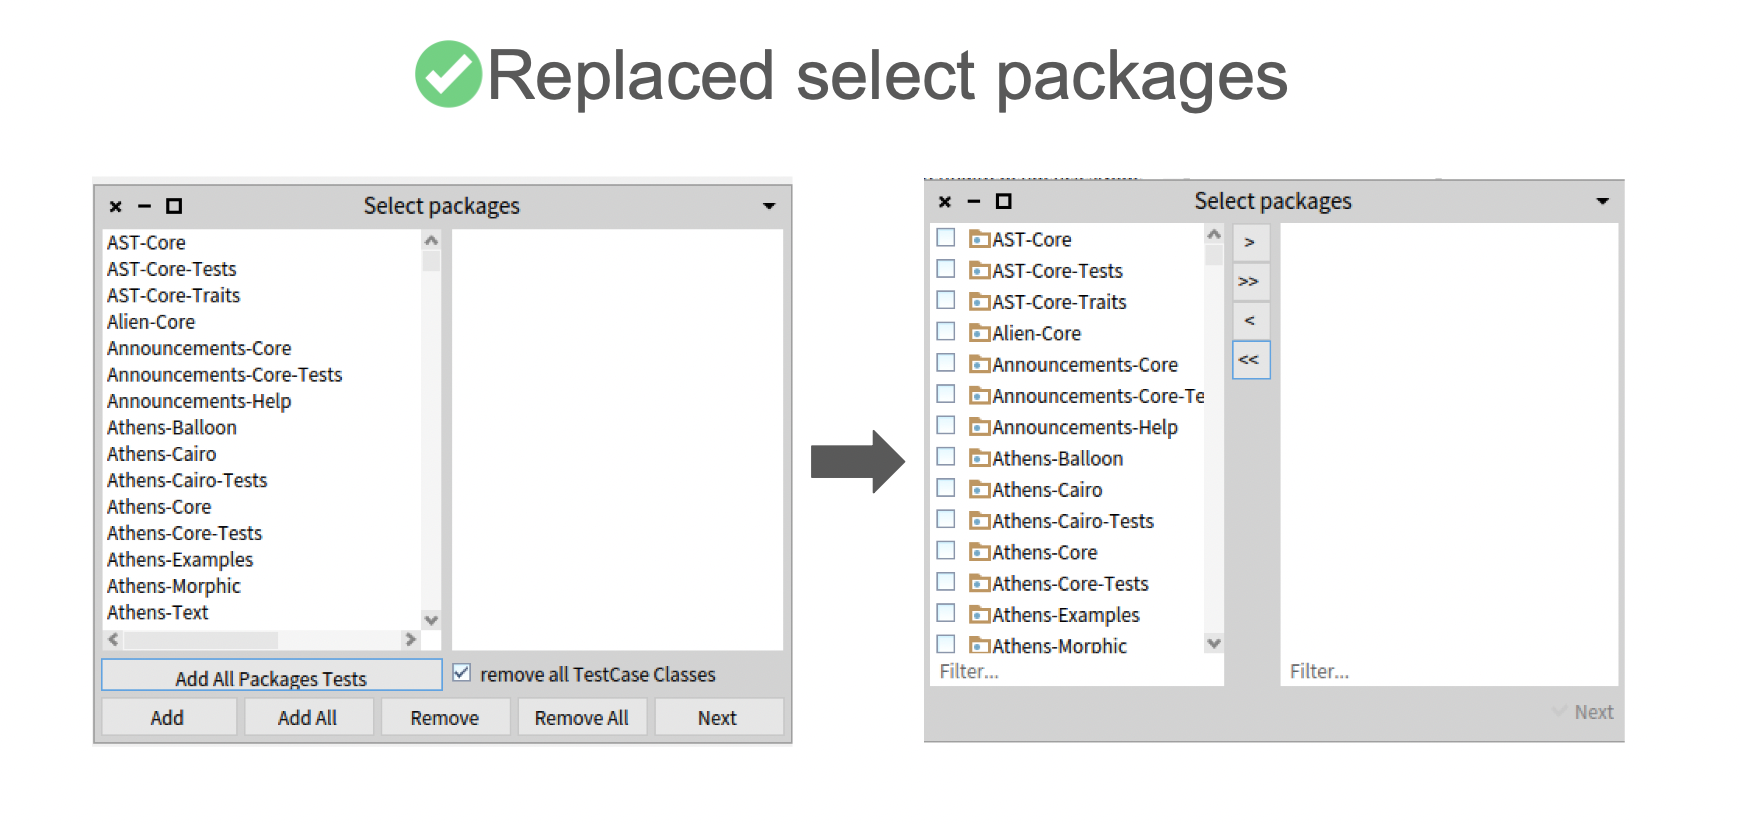 Replaced select packages
Select packages
AST-Core
AST-Core-Tests
AST-Core-Traits
Alien-Core
Announcements-Core
Announcements-Core-Tests
Announcements-Help
Athens-Balloon
Athens-Cairo
Athens-Cairo-Tests
Athens-Core
Athens-Core-Tests
Athens-Examples
Athens-Morphic
Athens-Text
Add All Packages Tests
remove all TestCase Classes
Add
Add All
Remove
Remove All
Next
Select packages
AST-Core
AST-Core-Tests
AST-Core-Traits
Alien-Core
Announcements-Core
Announcements-Core-Te
Announcements-Help
Athens-Balloon
Athens-Cairo
Athens-Cairo-Tests
Athens-Core
Athens-Core-Tests
Athens-Examples
Athens-Morphic
Filter...
>
>>
<
<<
Filter...
Next